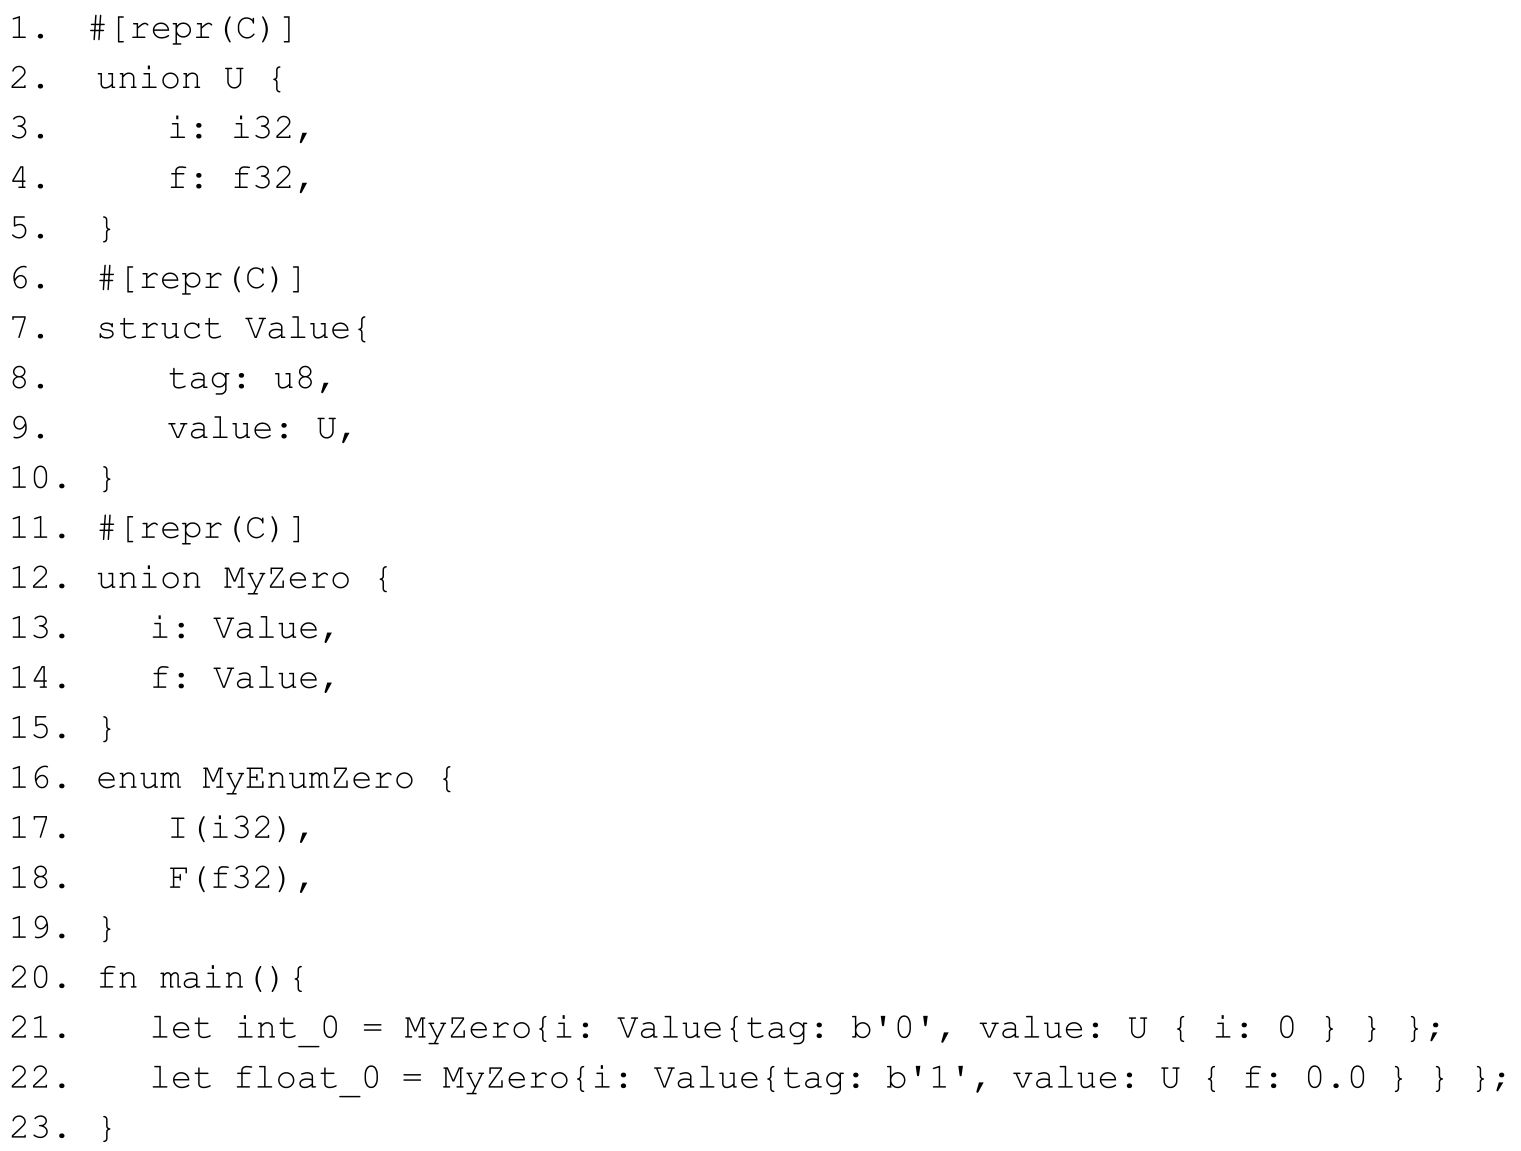 1. #[repr(C)]
2. union U {
3.     i: i32,
4.     f: f32,
5. }
6. #[repr(C)]
7. struct Value{
8.     tag: u8,
9.     value: U,
10. }
11. #[repr(C)]
12. union MyZero {
13.    i: Value,
14.    f: Value,
15. }
16. enum MyEnumZero {
17.     I(i32),
18.     F(f32),
19. }
20. fn main(){
21.    let int_0 = MyZero{i: Value{tag: b'0', value: U { i: 0 } } };
22.    let float_0 = MyZero{i: Value{tag: b'1', value: U { f: 0.0 } } };
23. }